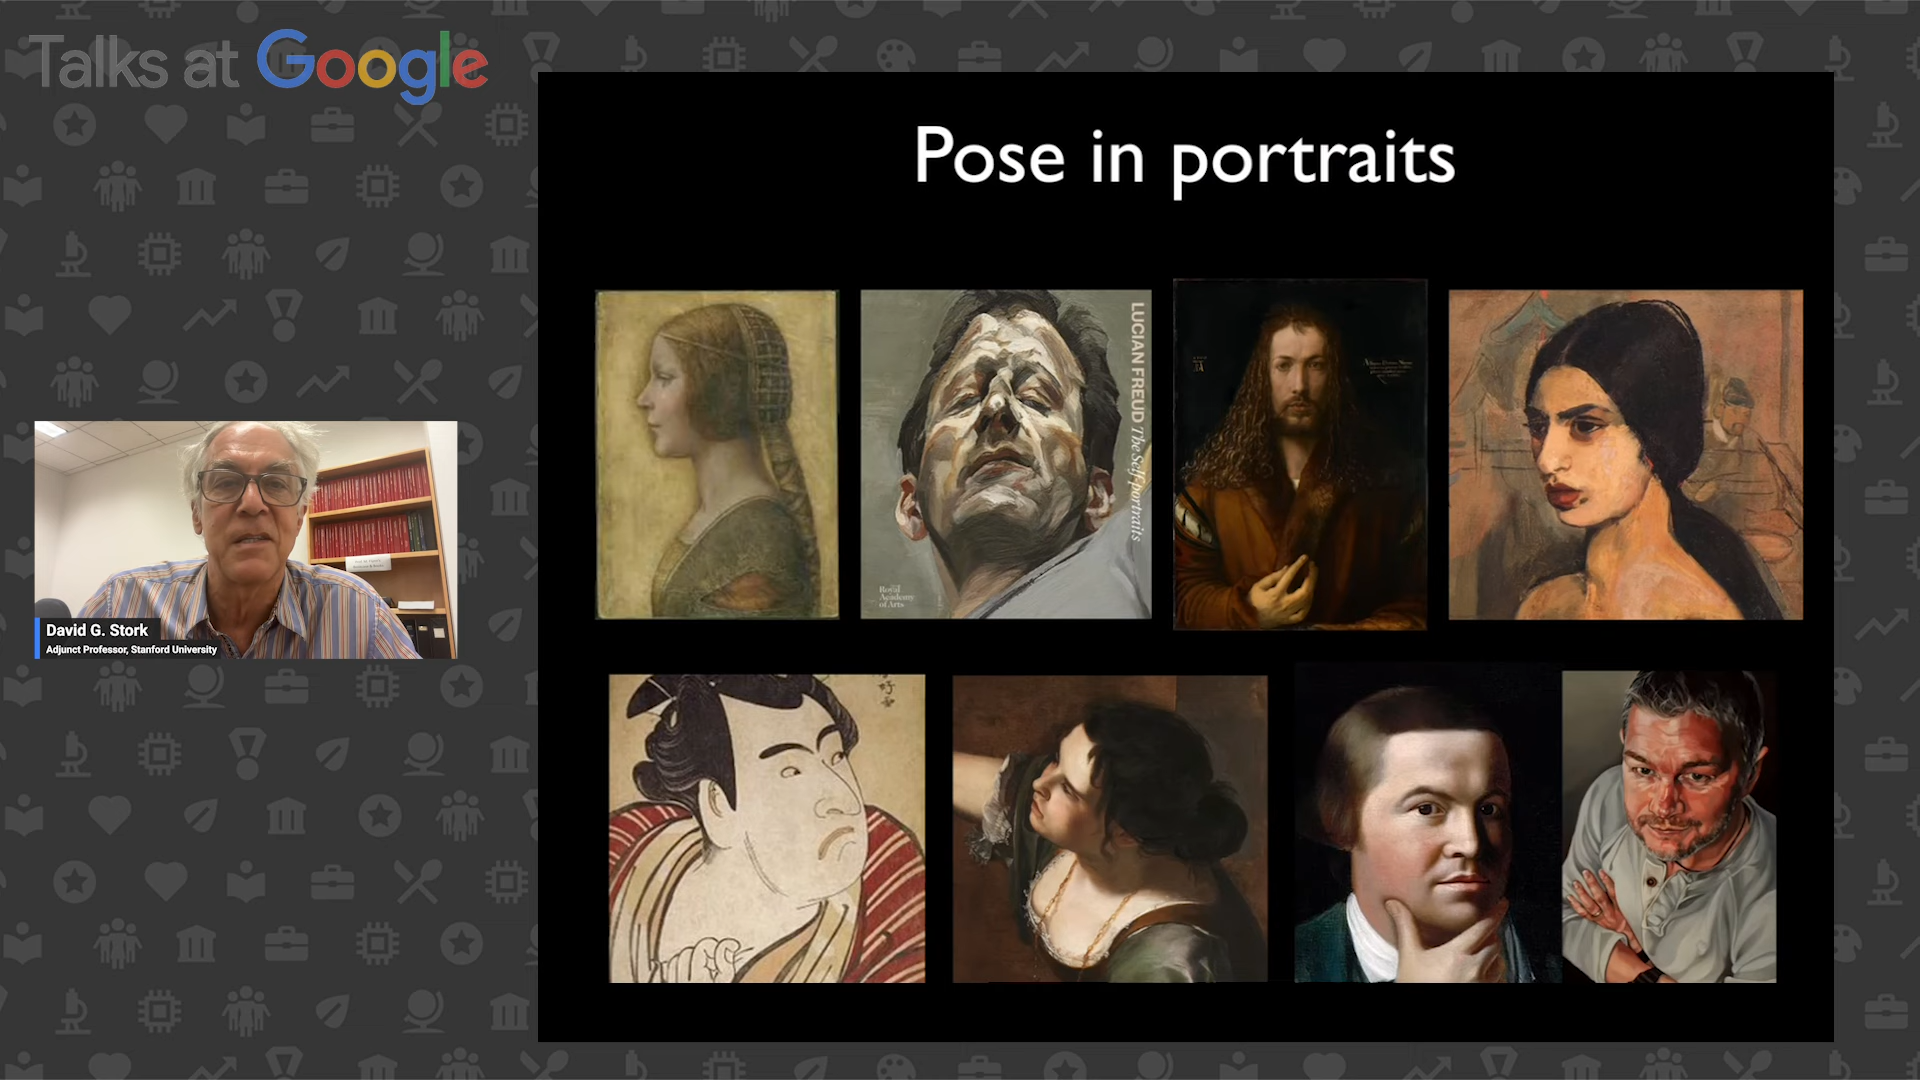 Talks at Google
Pose in portraits
LUCIAN FREUD The Self-portraits
Royal
Academy
of Arts
David G. Stork
Adjunct Professor, Stanford University